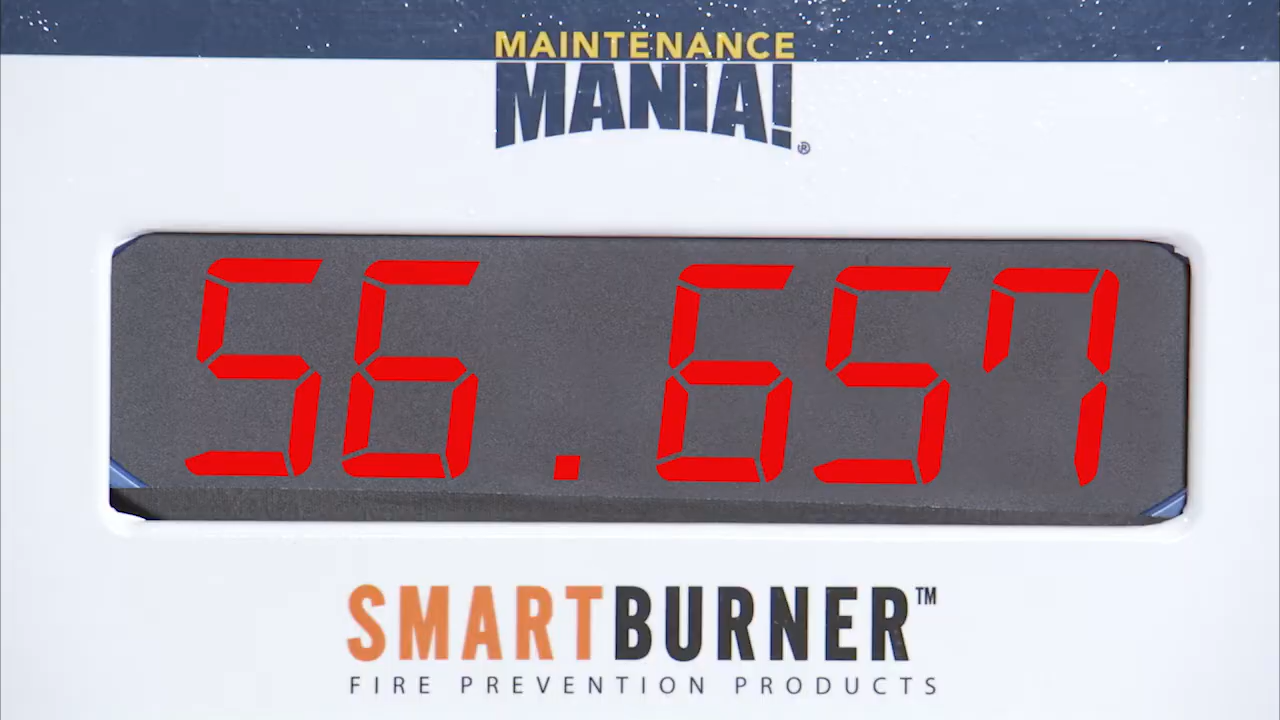 MAINTENANCE
MANIA!®
56.657
SMARTBURNER™
FIRE PREVENTION PRODUCTS